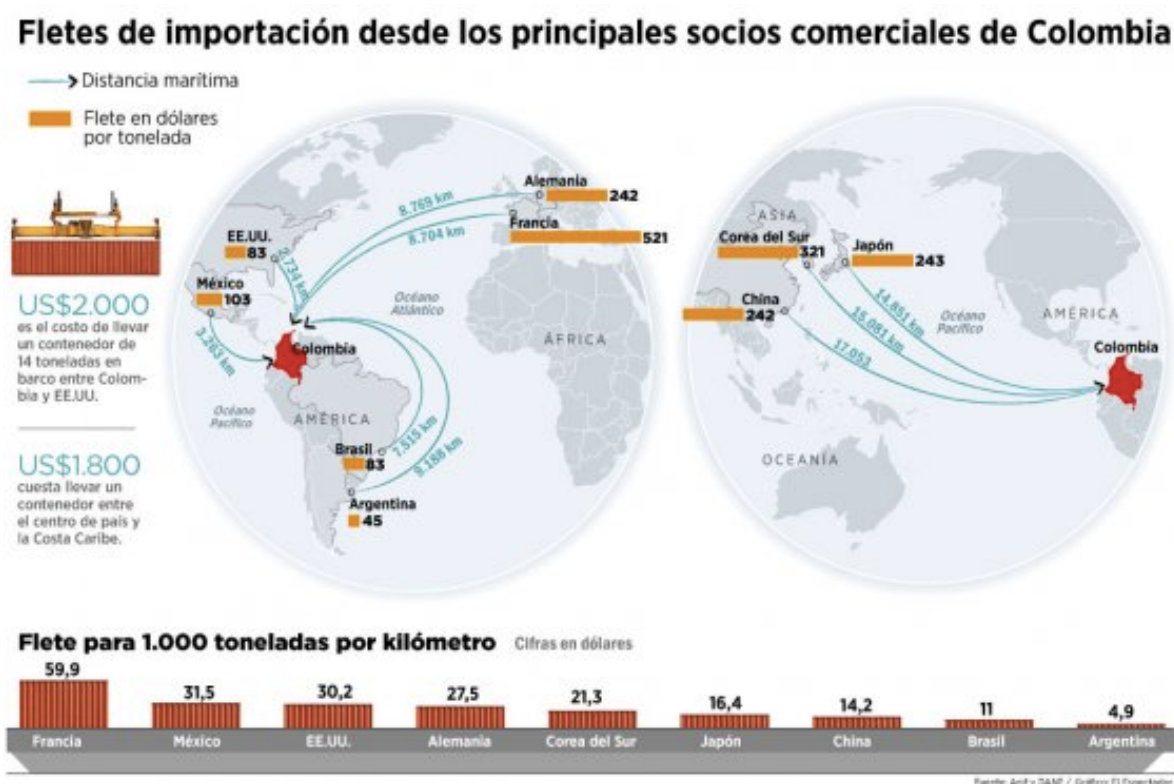 Fletes de importación desde los principales socios comerciales de Colombia
Distancia marítima
Flete en dólares
por tonelada
US$2.000
es el costo de llevar
un contenedor de
14 toneladas en
barco entre Colom-
bia y EE.UU.
US$1.800
cuesta llevar un
contenedor entre
el centro de país y
la Costa Caribe.
Alemania
242
8.769 km
Francia
521
8.704 km
EE.UU.
83
2.734 km
México
103
3.263 km
Océano
Atlántico
ÁFRICA
Colombia
Océano
Pacífico
AMÉRICA
Brasil
83
7.515 km
9.188 km
Argentina
45
ASIA
Corea del Sur
321
Japón
243
China
242
14.851 km
15.081 km
17.053
Océano
Pacífico
AMÉRICA
Colombia
OCEANÍA
Flete para 1.000 toneladas por kilómetro Cifras en dólares
59,9 31,5 30,2 27,5 21,3 16,4 14,2 11 4,9
Francia México EE.UU. Alemania Corea del Sur Japón China Brasil Argentina
Fuente: Anif y DANE / Gráfico: El Espectador